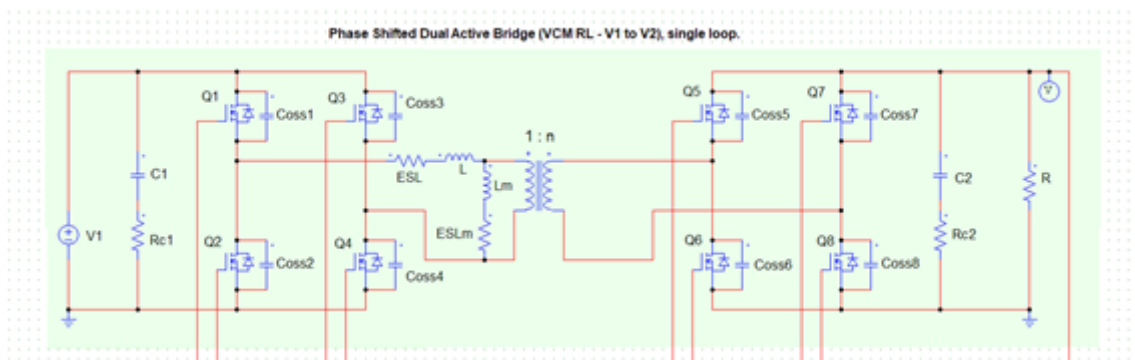 Phase Shifted Dual Active Bridge (VCM RL - V1 to V2), single loop.
Q1 Q3 Q5 Q7
Coss1 Coss3 Coss5 Coss7
V
1 : n
C1 ESL L Lm C2 R
V1 Rc1 Q2 Q4 ESLm Q6 Q8 Rc2
Coss2 Coss4 Coss6 Coss8